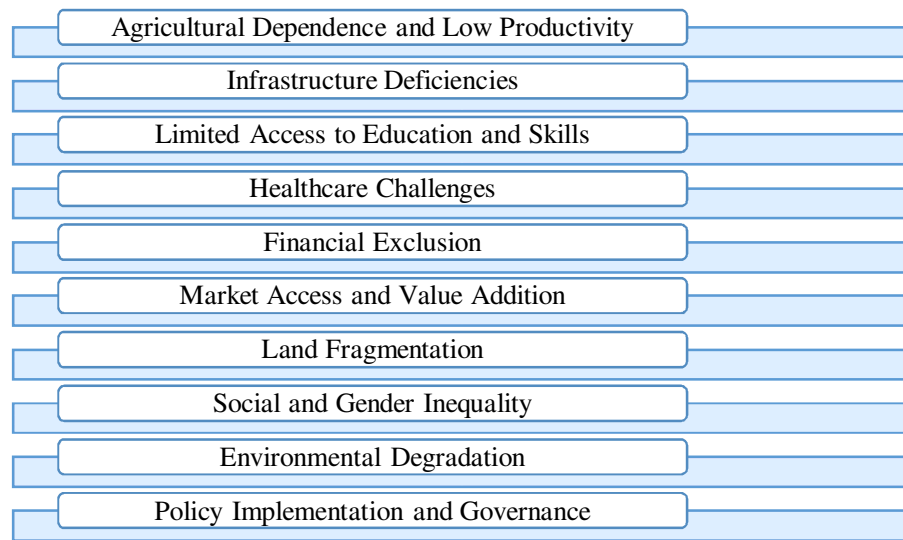 Agricultural Dependence and Low Productivity
Infrastructure Deficiencies
Limited Access to Education and Skills
Healthcare Challenges
Financial Exclusion
Market Access and Value Addition
Land Fragmentation
Social and Gender Inequality
Environmental Degradation
Policy Implementation and Governance